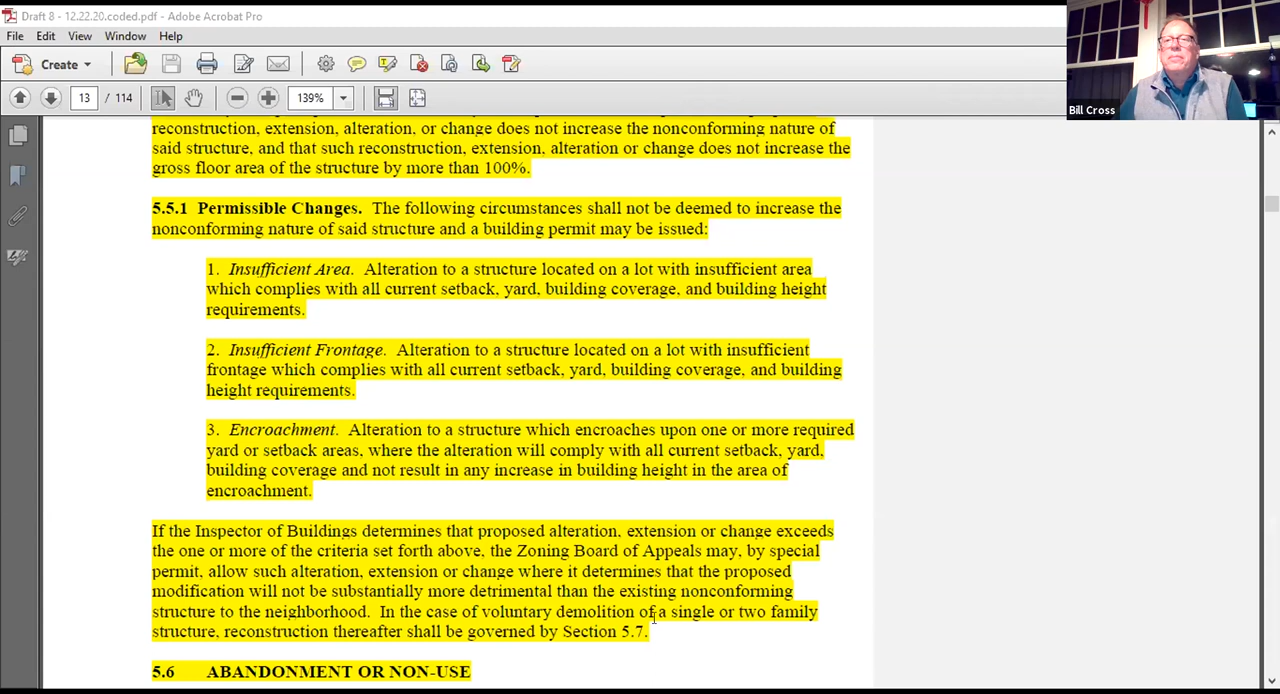 Draft 8 - 12.22.20.coded.pdf - Adobe Acrobat Pro
File Edit View Window Help
Create
13 / 114 139%
Bill Cross
reconstruction, extension, alteration, or change does not increase the nonconforming nature of
said structure, and that such reconstruction, extension, alteration or change does not increase the
gross floor area of the structure by more than 100%.
5.5.1 Permissible Changes. The following circumstances shall not be deemed to increase the
nonconforming nature of said structure and a building permit may be issued:
1. Insufficient Area. Alteration to a structure located on a lot with insufficient area
which complies with all current setback, yard, building coverage, and building height
requirements.
2. Insufficient Frontage. Alteration to a structure located on a lot with insufficient
frontage which complies with all current setback, yard, building coverage, and building
height requirements.
3. Encroachment. Alteration to a structure which encroaches upon one or more required
yard or setback areas, where the alteration will comply with all current setback, yard,
building coverage and not result in any increase in building height in the area of
encroachment.
If the Inspector of Buildings determines that proposed alteration, extension or change exceeds
the one or more of the criteria set forth above, the Zoning Board of Appeals may, by special
permit, allow such alteration, extension or change where it determines that the proposed
modification will not be substantially more detrimental than the existing nonconforming
structure to the neighborhood. In the case of voluntary demolition of a single or two family
structure, reconstruction thereafter shall be governed by Section 5.7.
5.6 ABANDONMENT OR NON-USE